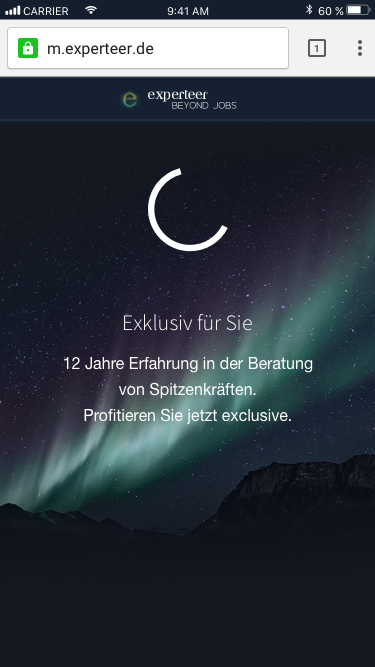 CARRIER 9:41 AM 60 %
m.experteer.de 1
e experteer
BEYOND JOBS
Exklusiv für Sie
12 Jahre Erfahrung in der Beratung
von Spitzenkräften.
Profitieren Sie jetzt exclusive.